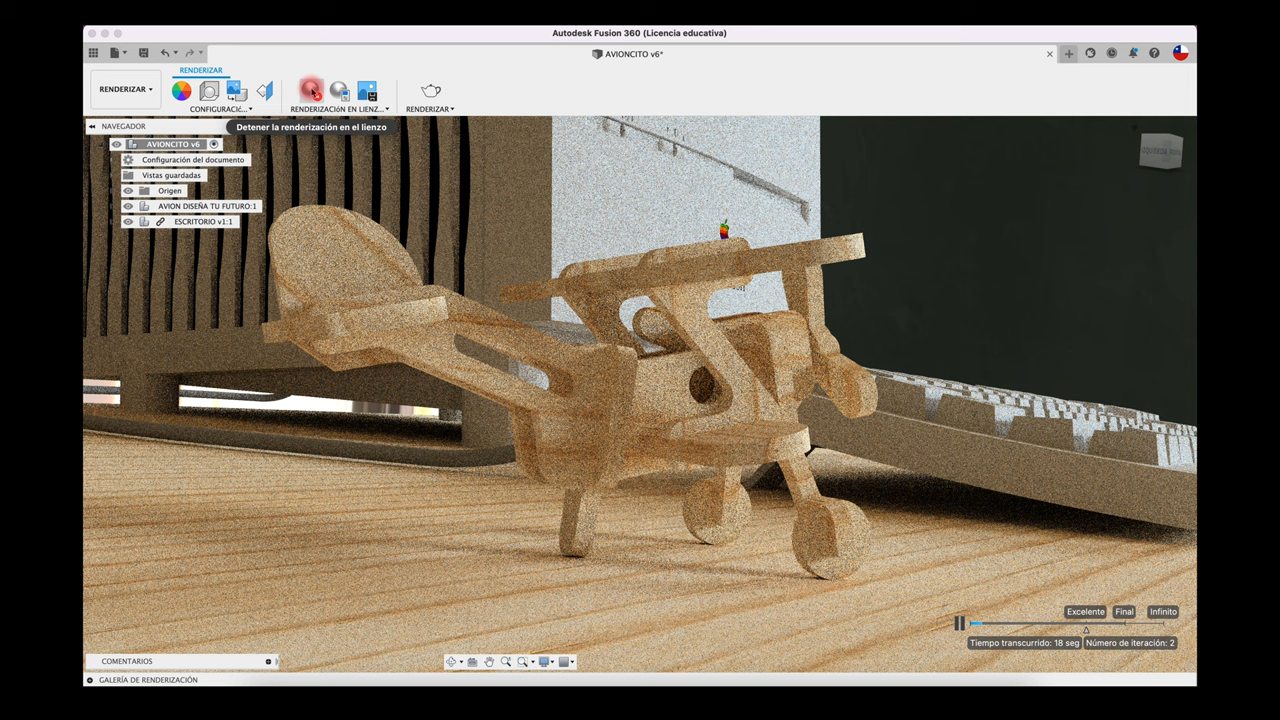 Autodesk Fusion 360 (Licencia educativa)
AVIONCITO v6*
RENDERIZAR
RENDERIZAR
CONFIGURACIÓ...
RENDERIZACIóN EN LIENZ...
RENDERIZAR
Detener la renderización en el lienzo
NAVEGADOR
AVIONCITO v6
Configuración del documento
Vistas guardadas
Origen
AVION DISEÑA TU FUTURO:1
ESCRITORIO v1:1
Excelente Final Infinito
Tiempo transcurrido: 18 seg Número de iteración: 2
COMENTARIOS
GALERÍA DE RENDERIZACIÓN